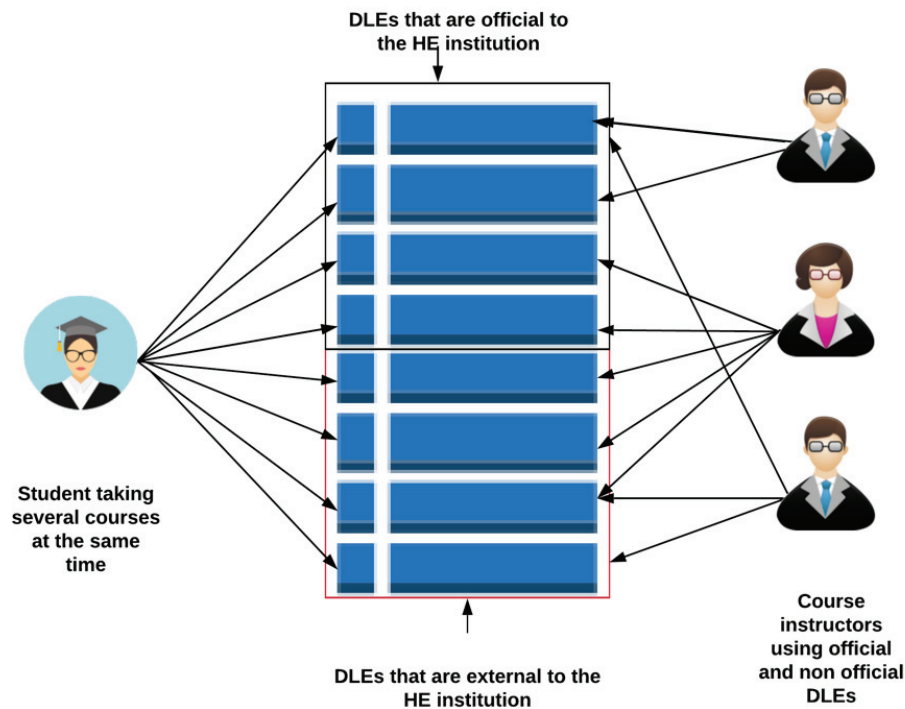 DLEs that are official to
the HE institution
Student taking
several courses
at the same
time
DLEs that are external to the
HE institution
Course
instructors
using official
and non official
DLEs